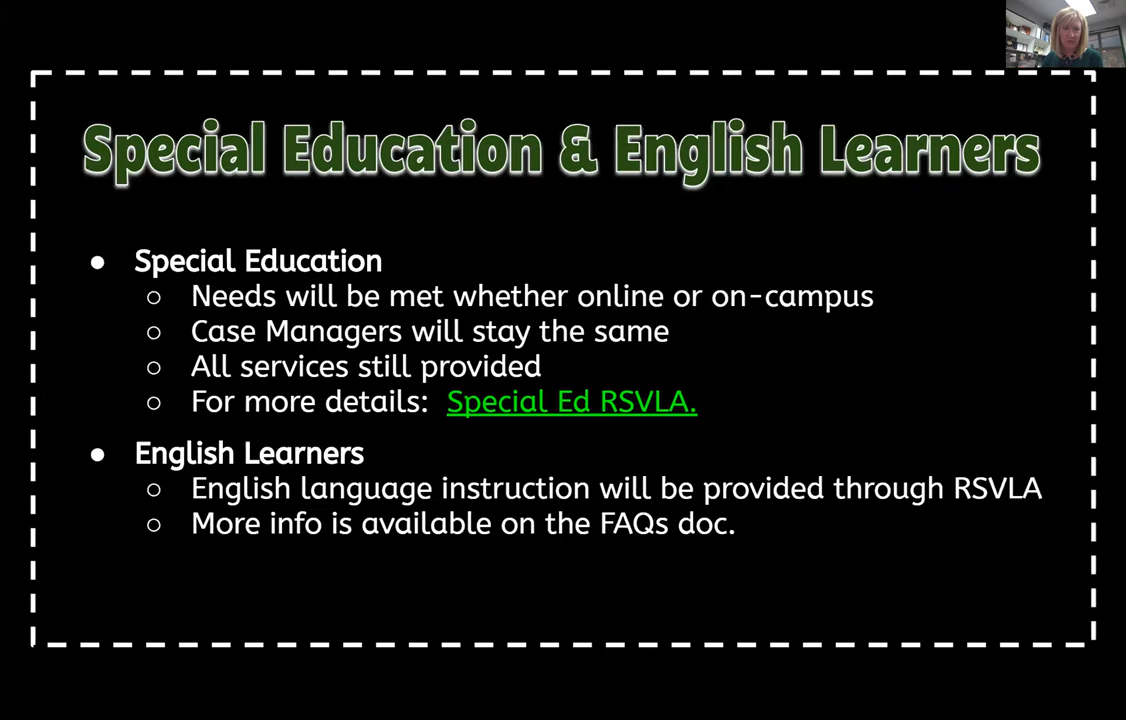 Special Education & English Learners
● Special Education
○ Needs will be met whether online or on-campus
○ Case Managers will stay the same
○ All services still provided
○ For more details: Special Ed RSVLA.
● English Learners
○ English language instruction will be provided through RSVLA
○ More info is available on the FAQs doc.